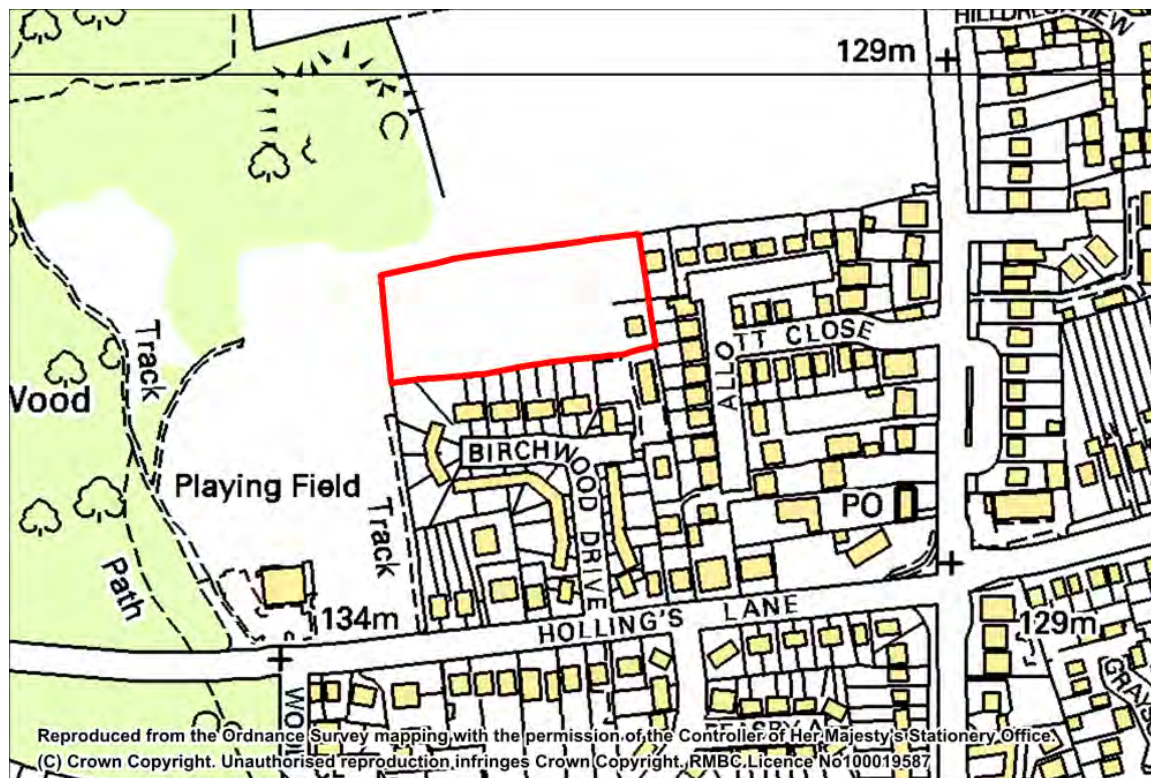 HILLDRECK VIEW
129m
Track
Wood
ALLOTT CLOSE
BIRCHWOOD DRIVE
Playing Field
Track
PO
Path
134m
HOLLING'S LANE
129m
Reproduced from the Ordnance Survey mapping with the permission of the Controller of Her Majesty's Stationery Office.
(C) Crown Copyright. Unauthorised reproduction infringes Crown Copyright. RMBC.Licence No100019587